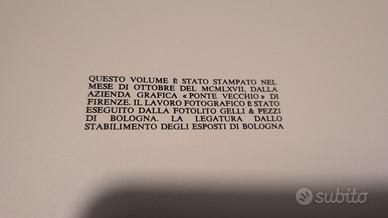 QUESTO VOLUME È STATO STAMPATO NEL
MESE DI OTTOBRE DEL MCMLXVII, DALLA
AZIENDA GRAFICA « PONTE VECCHIO » DI
FIRENZE. IL LAVORO FOTOGRAFICO È STATO
ESEGUITO DALLA FOTOLITO GELLI & PEZZI
DI BOLOGNA. LA LEGATURA DALLO
STABILIMENTO DEGLI ESPOSTI DI BOLOGNA
subito